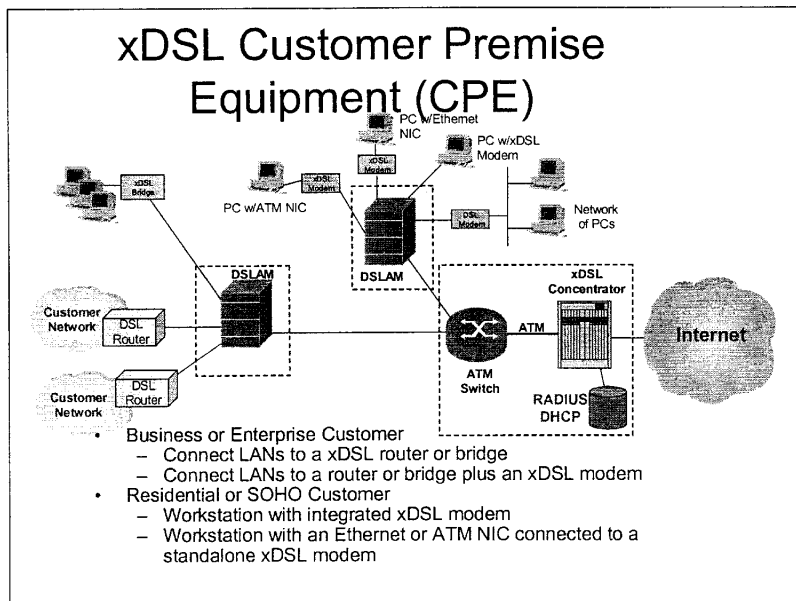 xDSL Customer Premise
Equipment (CPE)
PC w/Ethernet
NIC
xDSL
Modem
PC w/xDSL
Modem
xDSL
Bridge
xDSL
Modem
PC w/ATM NIC
DSL
Modem
Network
of PCs
DSLAM
DSLAM
xDSL
Concentrator
Customer
Network
DSL
Router
ATM
Internet
ATM
Switch
Customer
Network
DSL
Router
RADIUS
DHCP
• Business or Enterprise Customer
– Connect LANs to a xDSL router or bridge
– Connect LANs to a router or bridge plus an xDSL modem
• Residential or SOHO Customer
– Workstation with integrated xDSL modem
– Workstation with an Ethernet or ATM NIC connected to a
standalone xDSL modem